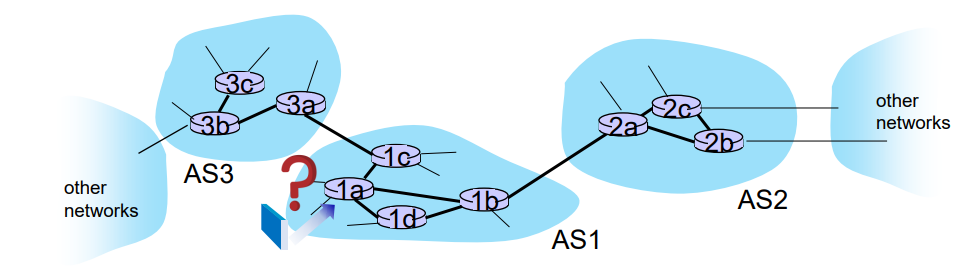 3c
3a
3b
AS3
other
networks
?
1c
1a
1b
1d
AS1
2c
2a
2b
AS2
other
networks